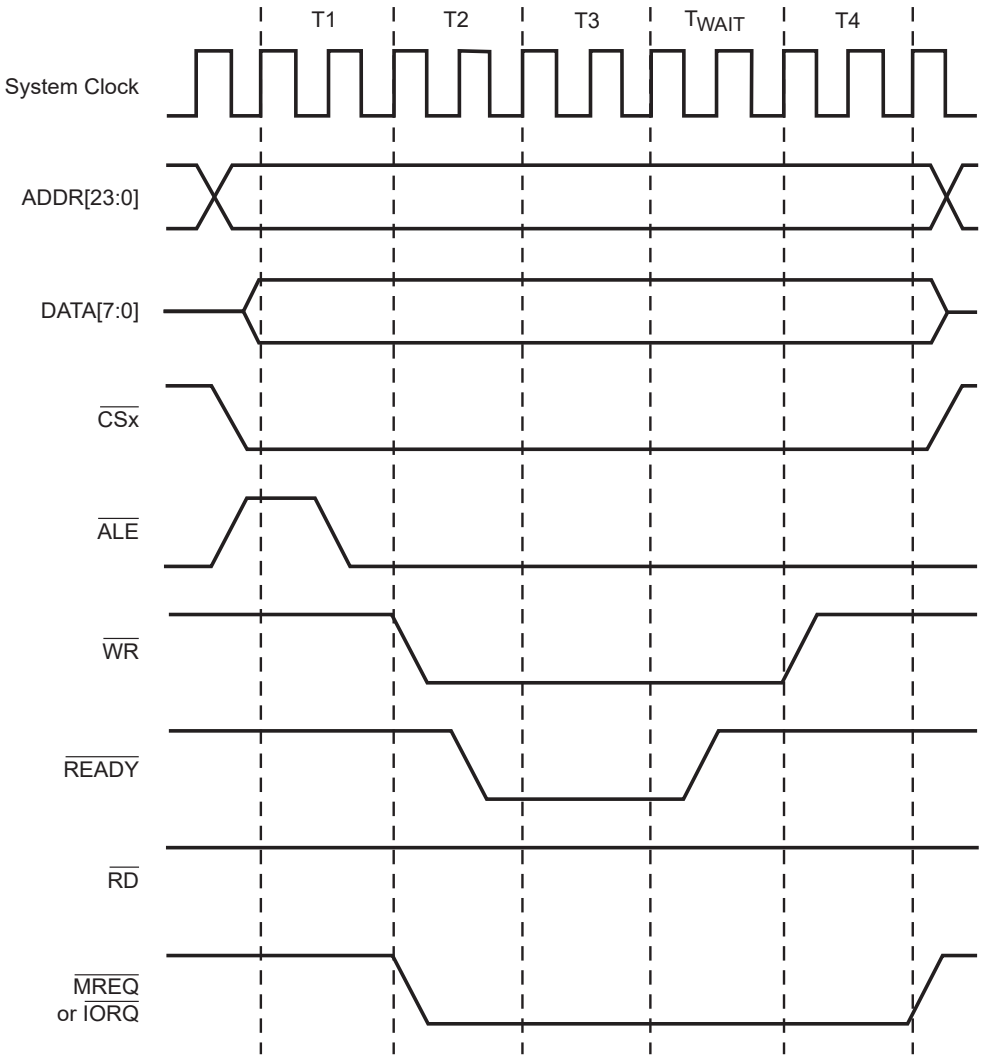 T1 T2 T3 TWAIT T4
System Clock
ADDR[23:0]
DATA[7:0]
CSx
ALE
WR
READY
RD
MREQ
or IORQ